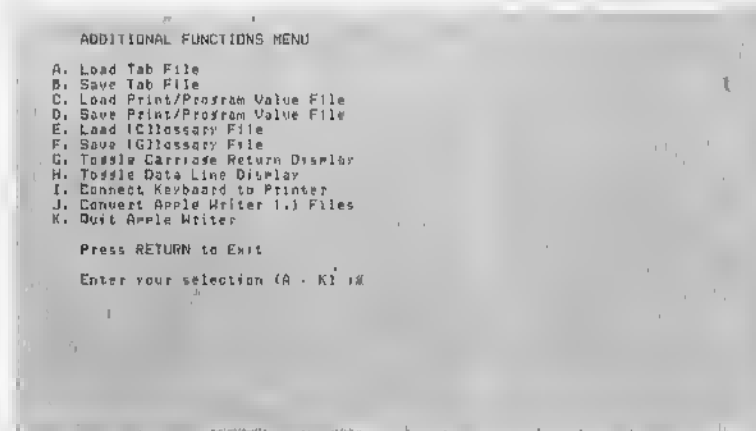 ADDITIONAL FUNCTIONS MENU
A. Load Tab File
B. Save Tab File
C. Load Print/Program Value File
D. Save Print/Program Value File
E. Load [G]lossary File
F. Save [G]lossary File
G. Toggle Carriage Return Display
H. Toggle Data Line Display
I. Connect Keyboard to Printer
J. Convert Apple Writer 1.1 Files
K. Quit Apple Writer
Press RETURN to Exit
Enter your selection (A - K) :